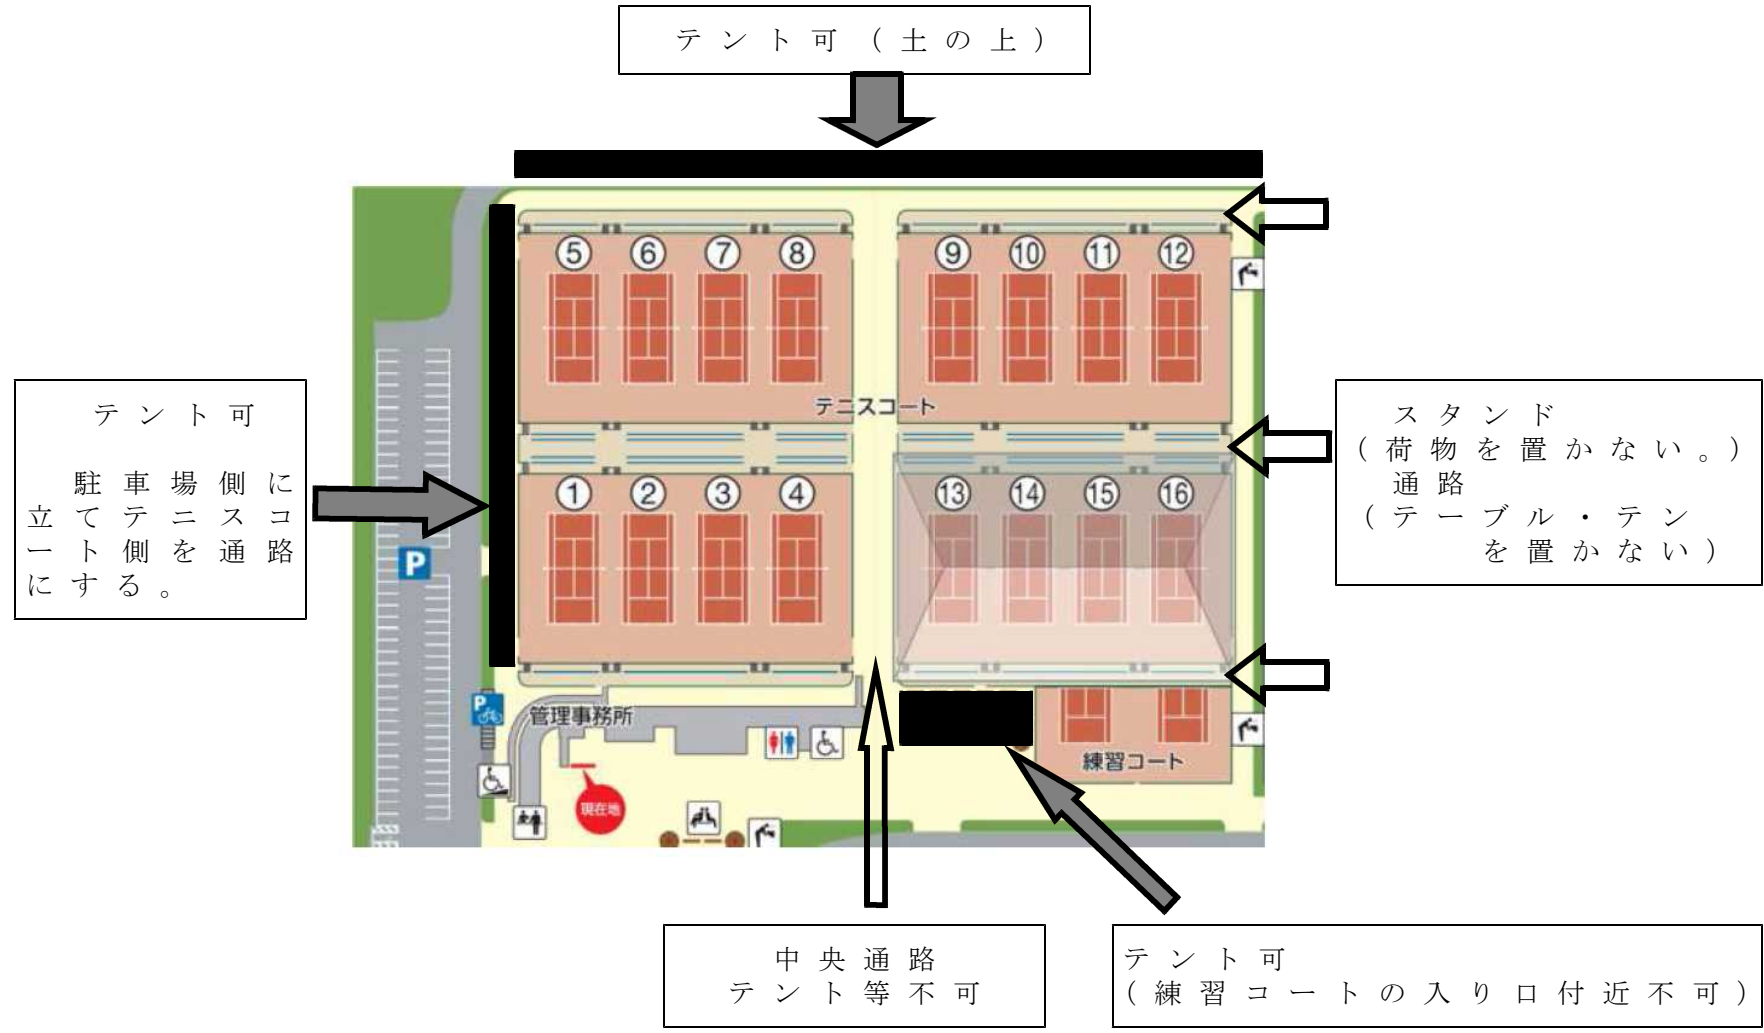 テント可(土の上)
⑤ ⑥ ⑦ ⑧ ⑨ ⑩ ⑪ ⑫
テニスコート
① ② ③ ④ ⑬ ⑭ ⑮ ⑯
テント可
駐車場側に
立てテニスコ
ート側を通路
にする。
スタンド
(荷物を置かない。)
通路
(テーブル・テン
を置かない)
P
P
管理事務所
練習コート
現在地
中央通路
テント等不可
テント可
(練習コートの入り口付近不可)